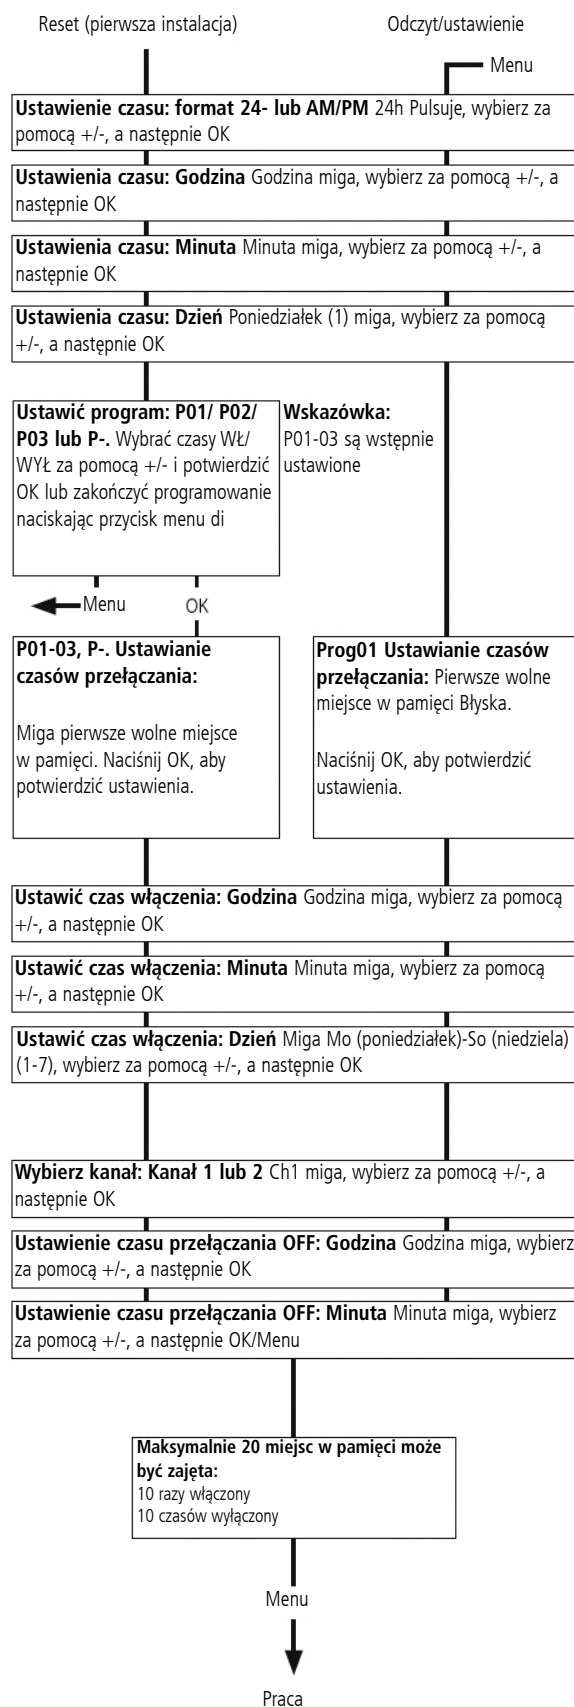 Reset (pierwsza instalacja)
Odczyt/ustawienie
Menu
Ustawienie czasu: format 24- lub AM/PM 24h Pulsuje, wybierz za
pomocą +/-, a następnie OK
Ustawienia czasu: Godzina Godzina miga, wybierz za pomocą +/-, a
następnie OK
Ustawienia czasu: Minuta Minuta miga, wybierz za pomocą +/-, a
następnie OK
Ustawienia czasu: Dzień Poniedziałek (1) miga, wybierz za pomocą
+/-, a następnie OK
Ustawić program: P01/ P02/
P03 lub P-. Wybrać czasy WŁ/
WYŁ za pomocą +/- i potwierdzić
OK lub zakończyć programowanie
naciskając przycisk menu di
Wskazówka:
P01-03 są wstępnie
ustawione
Menu
OK
P01-03, P-. Ustawianie
czasów przełączania:
Miga pierwsze wolne miejsce
w pamięci. Naciśnij OK, aby
potwierdzić ustawienia.
Prog01 Ustawianie czasów
przełączania: Pierwsze wolne
miejsce w pamięci Błyska.
Naciśnij OK, aby potwierdzić
ustawienia.
Ustawić czas włączenia: Godzina Godzina miga, wybierz za pomocą
+/-, a następnie OK
Ustawić czas włączenia: Minuta Minuta miga, wybierz za pomocą
+/-, a następnie OK
Ustawić czas włączenia: Dzień Miga Mo (poniedziałek)-So (niedziela)
(1-7), wybierz za pomocą +/-, a następnie OK
Wybierz kanał: Kanał 1 lub 2 Ch1 miga, wybierz za pomocą +/-, a
następnie OK
Ustawienie czasu przełączania OFF: Godzina Godzina miga, wybierz
za pomocą +/-, a następnie OK
Ustawienie czasu przełączania OFF: Minuta Minuta miga, wybierz
za pomocą +/-, a następnie OK/Menu
Maksymalnie 20 miejsc w pamięci może
być zajęta:
10 razy włączony
10 czasów wyłączony
Menu
Praca